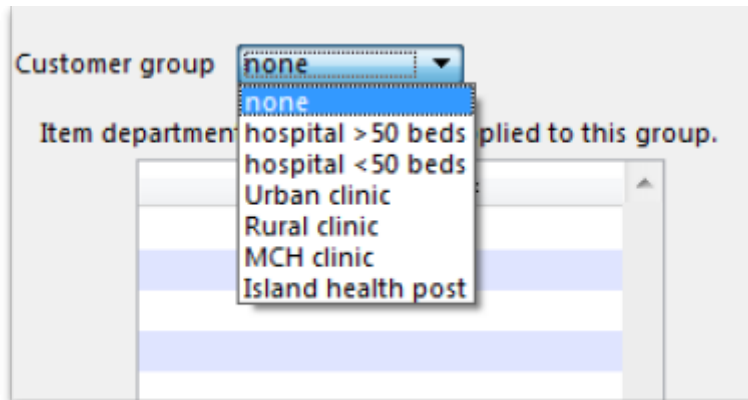 Customer group none
none
Item departmen plied to this group.
hospital >50 beds
hospital <50 beds
Urban clinic
Rural clinic
MCH clinic
Island health post